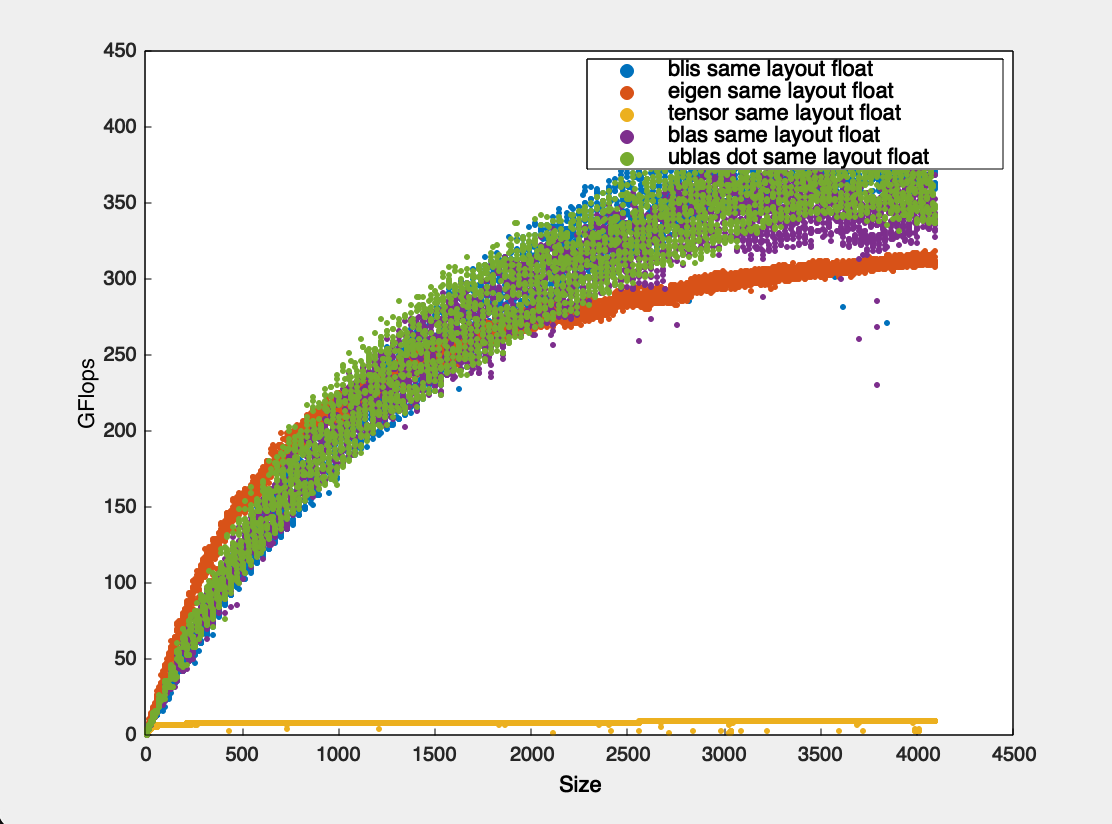 450
400
350
300
250
200
150
100
50
0
GFlops
blis same layout float
eigen same layout float
tensor same layout float
blas same layout float
ublas dot same layout float
0 500 1000 1500 2000 2500 3000 3500 4000 4500
Size